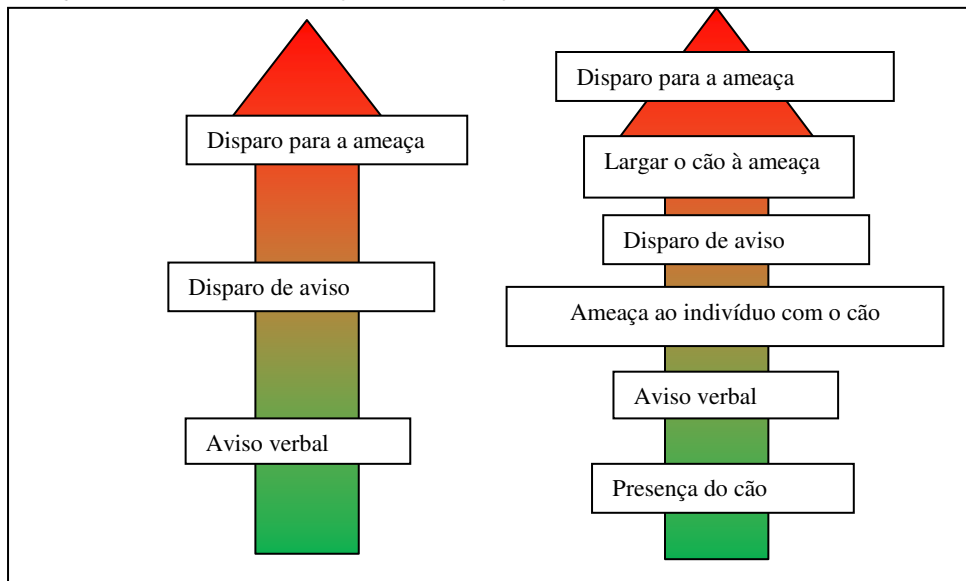 Disparo para a ameaça
Disparo de aviso
Aviso verbal
Disparo para a ameaça
Largar o cão à ameaça
Disparo de aviso
Ameaça ao indivíduo com o cão
Aviso verbal
Presença do cão